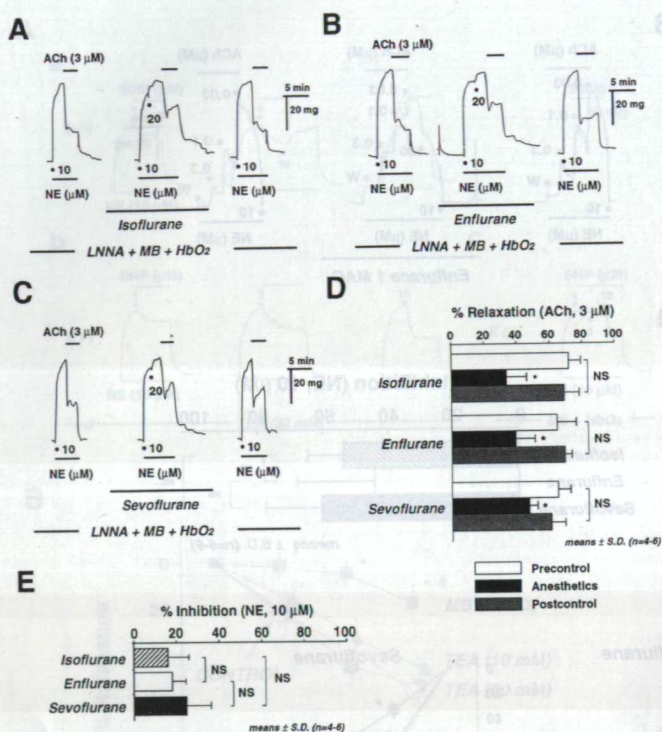 A
ACh (3 μM)
20
5 min
20 mg
* 10
* 10
* 10
NE (μM)
NE (μM)
NE (μM)
Isoflurane
LNNA + MB + HbO2
B
ACh (3 μM)
20
5 min
20 mg
* 10
* 10
* 10
NE (μM)
NE (μM)
NE (μM)
Enflurane
LNNA + MB + HbO2
C
ACh (3 μM)
20
5 min
20 mg
* 10
* 10
* 10
NE (μM)
NE (μM)
NE (μM)
Sevoflurane
LNNA + MB + HbO2
D
% Relaxation (ACh, 3 μM)
0 20 40 60 80 100
Isoflurane
* NS
Enflurane
* NS
Sevoflurane
* NS
means ± S.D. (n=4-6)
Precontrol
Anesthetics
Postcontrol
E
% Inhibition (NE, 10 μM)
0 20 40 60 80 100
Isoflurane
NS
Enflurane
NS
NS
Sevoflurane
means ± S.D. (n=4-6)